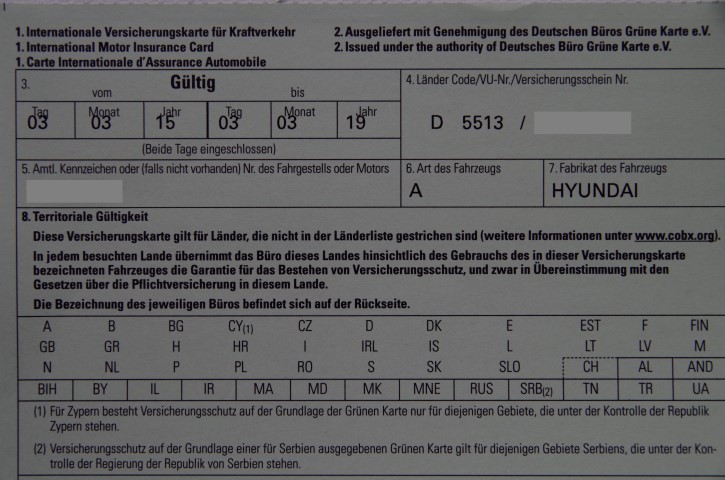 1. Internationale Versicherungskarte für Kraftverkehr
1. International Motor Insurance Card
1. Carte Internationale d'Assurance Automobile
2. Ausgeliefert mit Genehmigung des Deutschen Büros Grüne Karte e.V.
2. Issued under the authority of Deutsches Büro Grüne Karte e.V.
3. Gültig
vom bis
Tag Monat Jahr Tag Monat Jahr
03 03 15 03 03 19
(Beide Tage eingeschlossen)
4. Länder Code/VU-Nr./Versicherungsschein Nr.
D 5513 /
5. Amtl. Kennzeichen oder (falls nicht vorhanden) Nr. des Fahrgestells oder Motors
6. Art des Fahrzeugs
A
7. Fabrikat des Fahrzeugs
HYUNDAI
8. Territoriale Gültigkeit
Diese Versicherungskarte gilt für Länder, die nicht in der Länderliste gestrichen sind (weitere Informationen unter www.cobx.org).
In jedem besuchten Lande übernimmt das Büro dieses Landes hinsichtlich des Gebrauchs des in dieser Versicherungskarte
bezeichneten Fahrzeuges die Garantie für das Bestehen von Versicherungsschutz, und zwar in Übereinstimmung mit den
Gesetzen über die Pflichtversicherung in diesem Lande.
Die Bezeichnung des jeweiligen Büros befindet sich auf der Rückseite.
A B BG CY(1) CZ D DK E EST F FIN
GB GR H HR I IRL IS L LT LV M
N NL P PL RO S SK SLO CH AL AND
BIH BY IL IR MA MD MK MNE RUS SRB(2) TN TR UA
(1) Für Zypern besteht Versicherungsschutz auf der Grundlage der Grünen Karte nur für diejenigen Gebiete, die unter der Kontrolle der Republik
Zypern stehen.
(2) Versicherungsschutz auf der Grundlage einer für Serbien ausgegebenen Grünen Karte gilt für diejenigen Gebiete Serbiens, die unter der Kon-
trolle der Regierung der Republik von Serbien stehen.